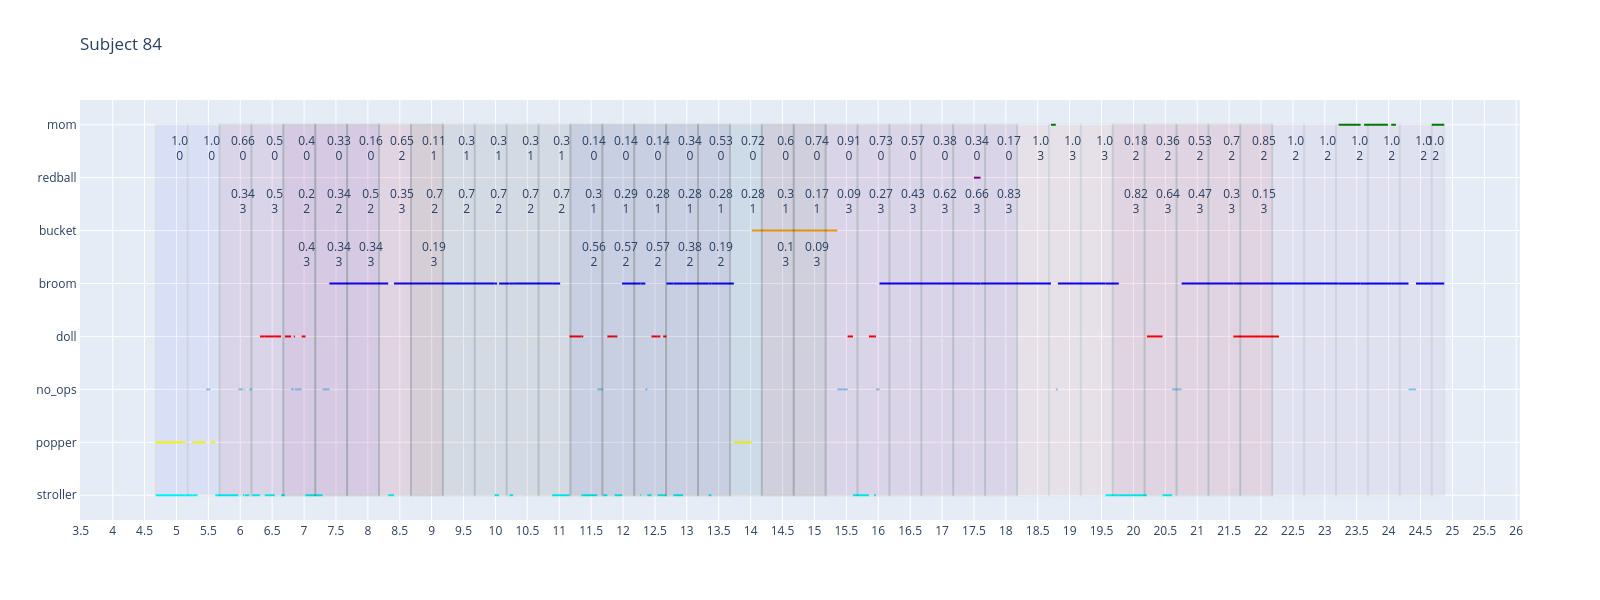 Subject 84
mom
1.0 1.0 0.66 0.5 0.4 0.33 0.16 0.65 0.11 0.3 0.3 0.3 0.3 0.14 0.14 0.14 0.34 0.53 0.72 0.6 0.74 0.91 0.73 0.57 0.38 0.34 0.17 1.0 1.0 1.0 0.18 0.36 0.53 0.7 0.85 1.0 1.0 1.0 1.0 1.0 1.0
0 0 0 0 0 0 0 2 1 1 1 1 1 0 0 0 0 0 0 0 0 0 0 0 0 0 0 3 3 3 2 2 2 2 2 2 2 2 2 2 2
redball
0.34 0.5 0.2 0.34 0.5 0.35 0.7 0.7 0.7 0.7 0.7 0.3 0.29 0.28 0.28 0.28 0.28 0.3 0.17 0.09 0.27 0.43 0.62 0.66 0.83 0.82 0.64 0.47 0.3 0.15
3 3 2 2 2 3 2 2 2 2 2 1 1 1 1 1 1 1 1 3 3 3 3 3 3 3 3 3 3 3
bucket
0.4 0.34 0.34 0.19 0.56 0.57 0.57 0.38 0.19 0.1 0.09
3 3 3 3 2 2 2 2 2 3 3
broom
doll
no_ops
popper
stroller
3.5 4 4.5 5 5.5 6 6.5 7 7.5 8 8.5 9 9.5 10 10.5 11 11.5 12 12.5 13 13.5 14 14.5 15 15.5 16 16.5 17 17.5 18 18.5 19 19.5 20 20.5 21 21.5 22 22.5 23 23.5 24 24.5 25 25.5 26